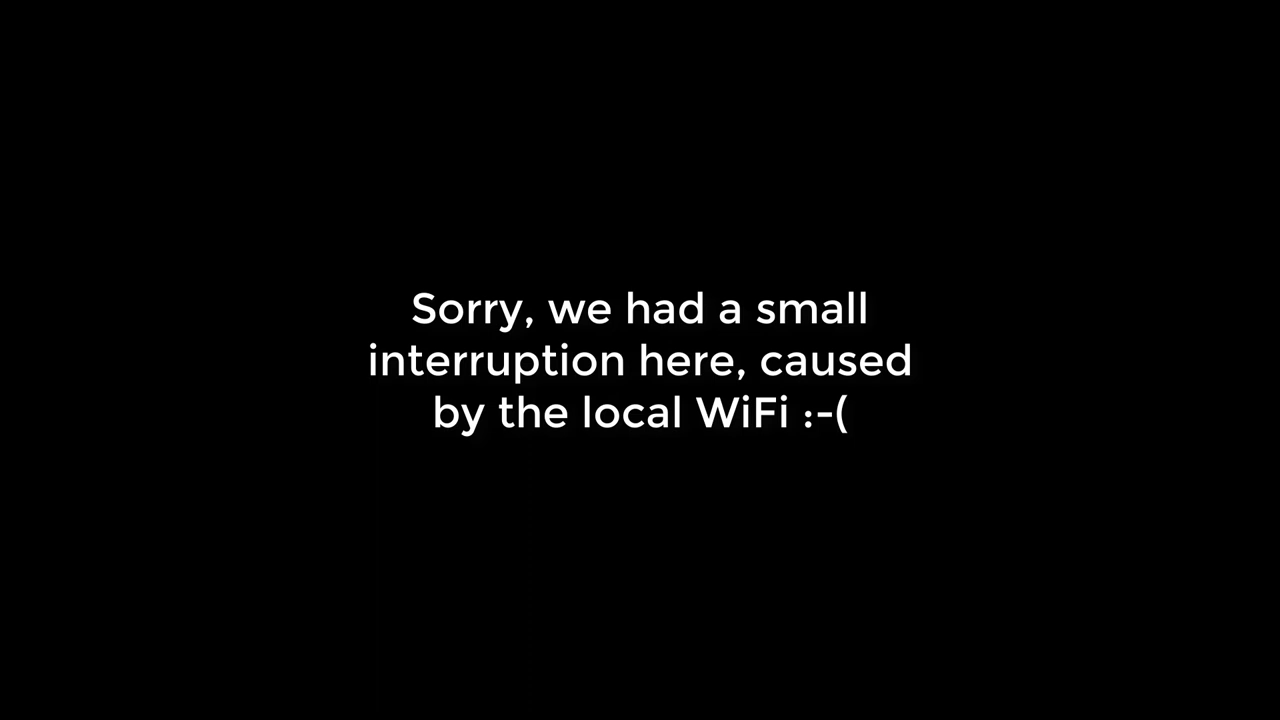 Sorry, we had a small
interruption here, caused
by the local WiFi :-(